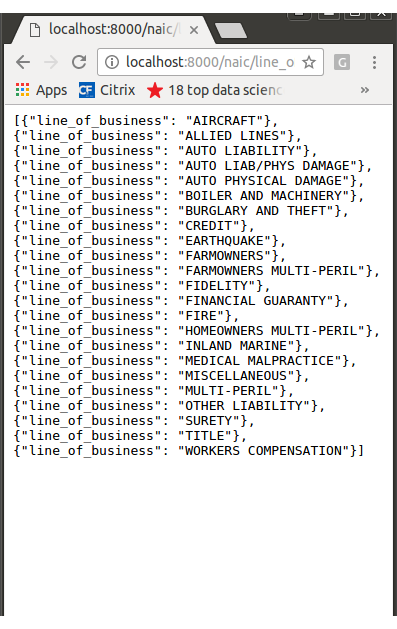 localhost:8000/naic/
localhost:8000/naic/line_o
G
Apps
CF Citrix
18 top data scienc
»
[{"line_of_business": "AIRCRAFT"},
{"line_of_business": "ALLIED LINES"},
{"line_of_business": "AUTO LIABILITY"},
{"line_of_business": "AUTO LIAB/PHYS DAMAGE"},
{"line_of_business": "AUTO PHYSICAL DAMAGE"},
{"line_of_business": "BOILER AND MACHINERY"},
{"line_of_business": "BURGLARY AND THEFT"},
{"line_of_business": "CREDIT"},
{"line_of_business": "EARTHQUAKE"},
{"line_of_business": "FARMOWNERS"},
{"line_of_business": "FARMOWNERS MULTI-PERIL"},
{"line_of_business": "FIDELITY"},
{"line_of_business": "FINANCIAL GUARANTY"},
{"line_of_business": "FIRE"},
{"line_of_business": "HOMEOWNERS MULTI-PERIL"},
{"line_of_business": "INLAND MARINE"},
{"line_of_business": "MEDICAL MALPRACTICE"},
{"line_of_business": "MISCELLANEOUS"},
{"line_of_business": "MULTI-PERIL"},
{"line_of_business": "OTHER LIABILITY"},
{"line_of_business": "SURETY"},
{"line_of_business": "TITLE"},
{"line_of_business": "WORKERS COMPENSATION"}]